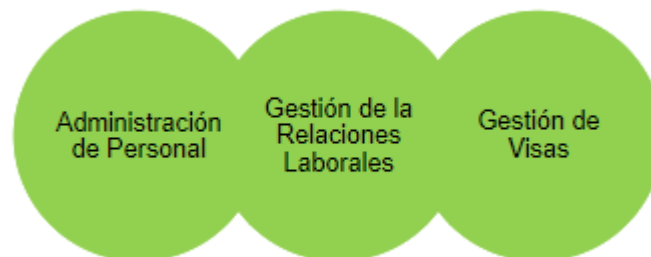 Administración
de Personal
Gestión de la
Relaciones
Laborales
Gestión de
Visas